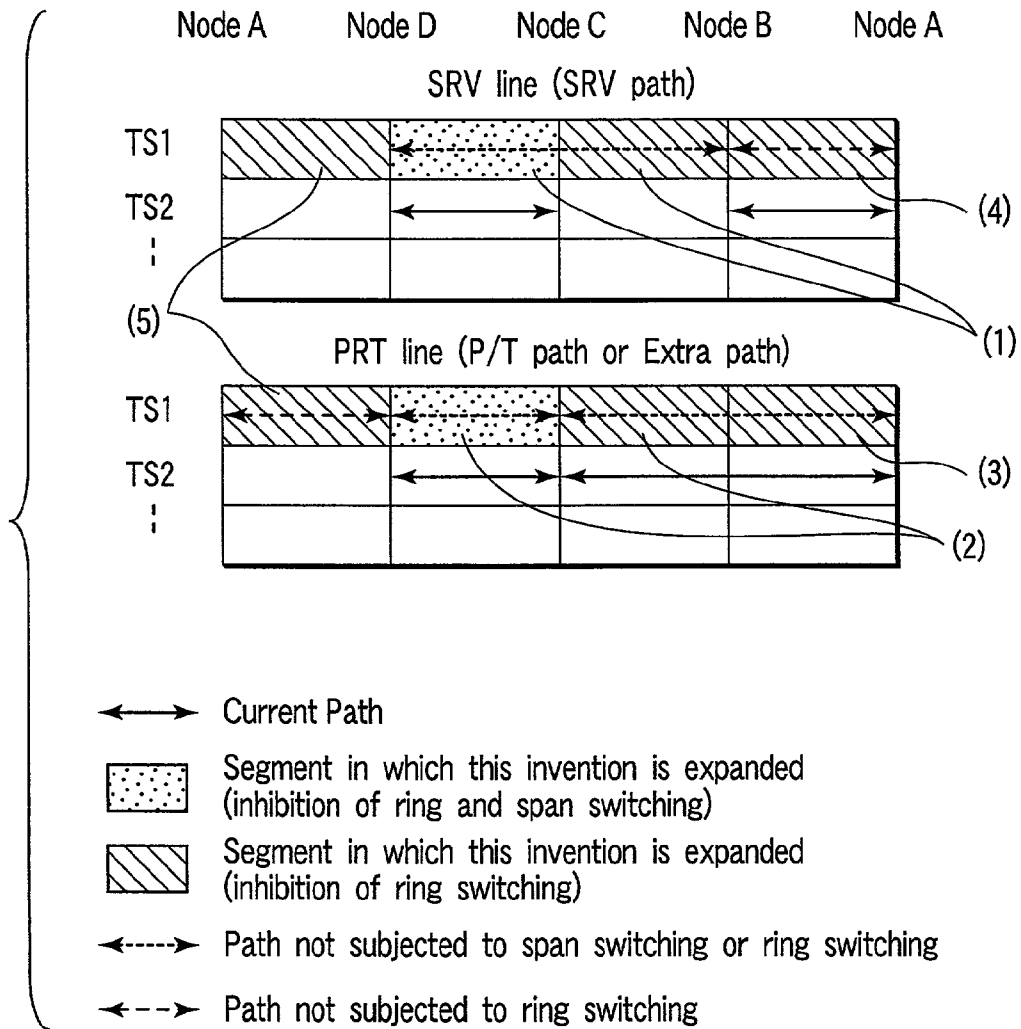 Node A Node D Node C Node B Node A
SRV line (SRV path)
TS1
TS2
(4)
(5)
(1)
PRT line (P/T path or Extra path)
TS1
TS2
(3)
(2)
Current Path
Segment in which this invention is expanded
(inhibition of ring and span switching)
Segment in which this invention is expanded
(inhibition of ring switching)
Path not subjected to span switching or ring switching
Path not subjected to ring switching